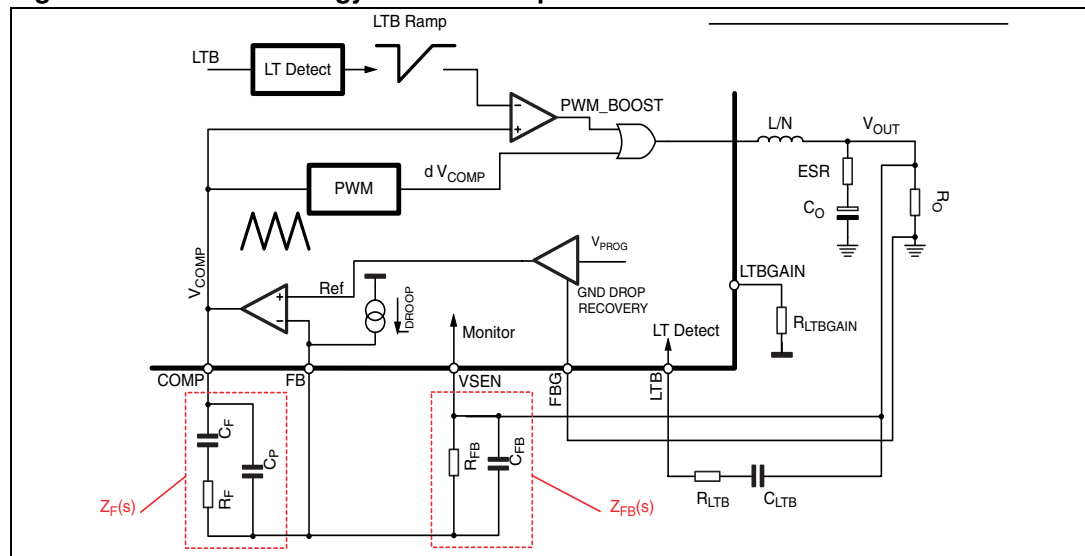 LTB Ramp
LTB
LT Detect
PWM_BOOST
L/N
VOUT
ESR
CO
RO
d VCOMP
PWM
VCOMP
VPROG
Ref
GND DROP
RECOVERY
IDROOP
LTBGAIN
RLTBGAIN
Monitor
LT Detect
COMP
FB
VSEN
FBG
LTB
CF
CP
RF
ZF(s)
RFB
CFB
ZFB(s)
RLTB
CLTB